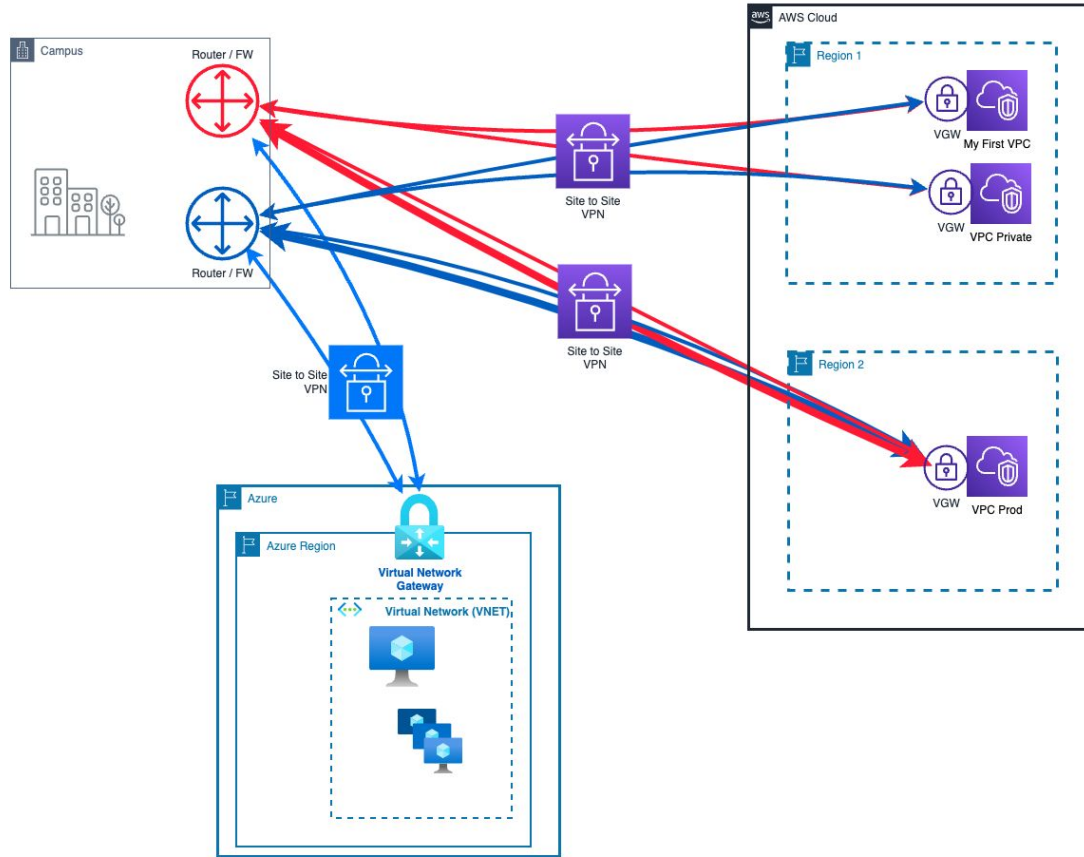 Campus
Router / FW
Router / FW
aws
AWS Cloud
Region 1
VGW
My First VPC
VGW
VPC Private
Site to Site
VPN
Site to Site
VPN
Site to Site
VPN
Region 2
VGW
VPC Prod
Azure
Azure Region
Virtual Network
Gateway
Virtual Network (VNET)